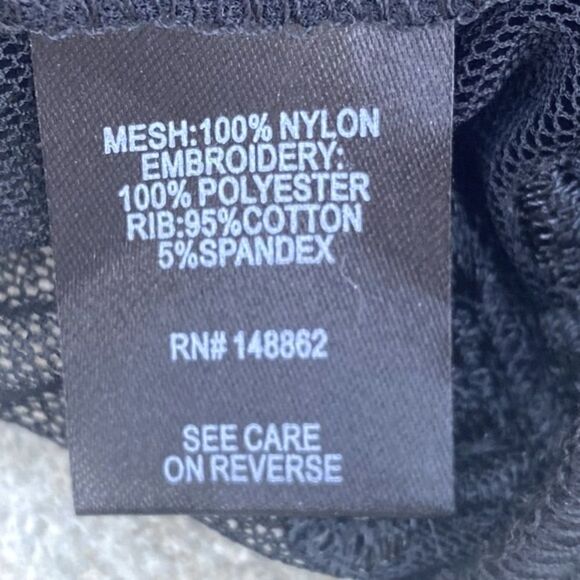 MESH:100% NYLON
EMBROIDERY:
100% POLYESTER
RIB:95%COTTON
5%SPANDEX
RN# 148862
SEE CARE
ON REVERSE